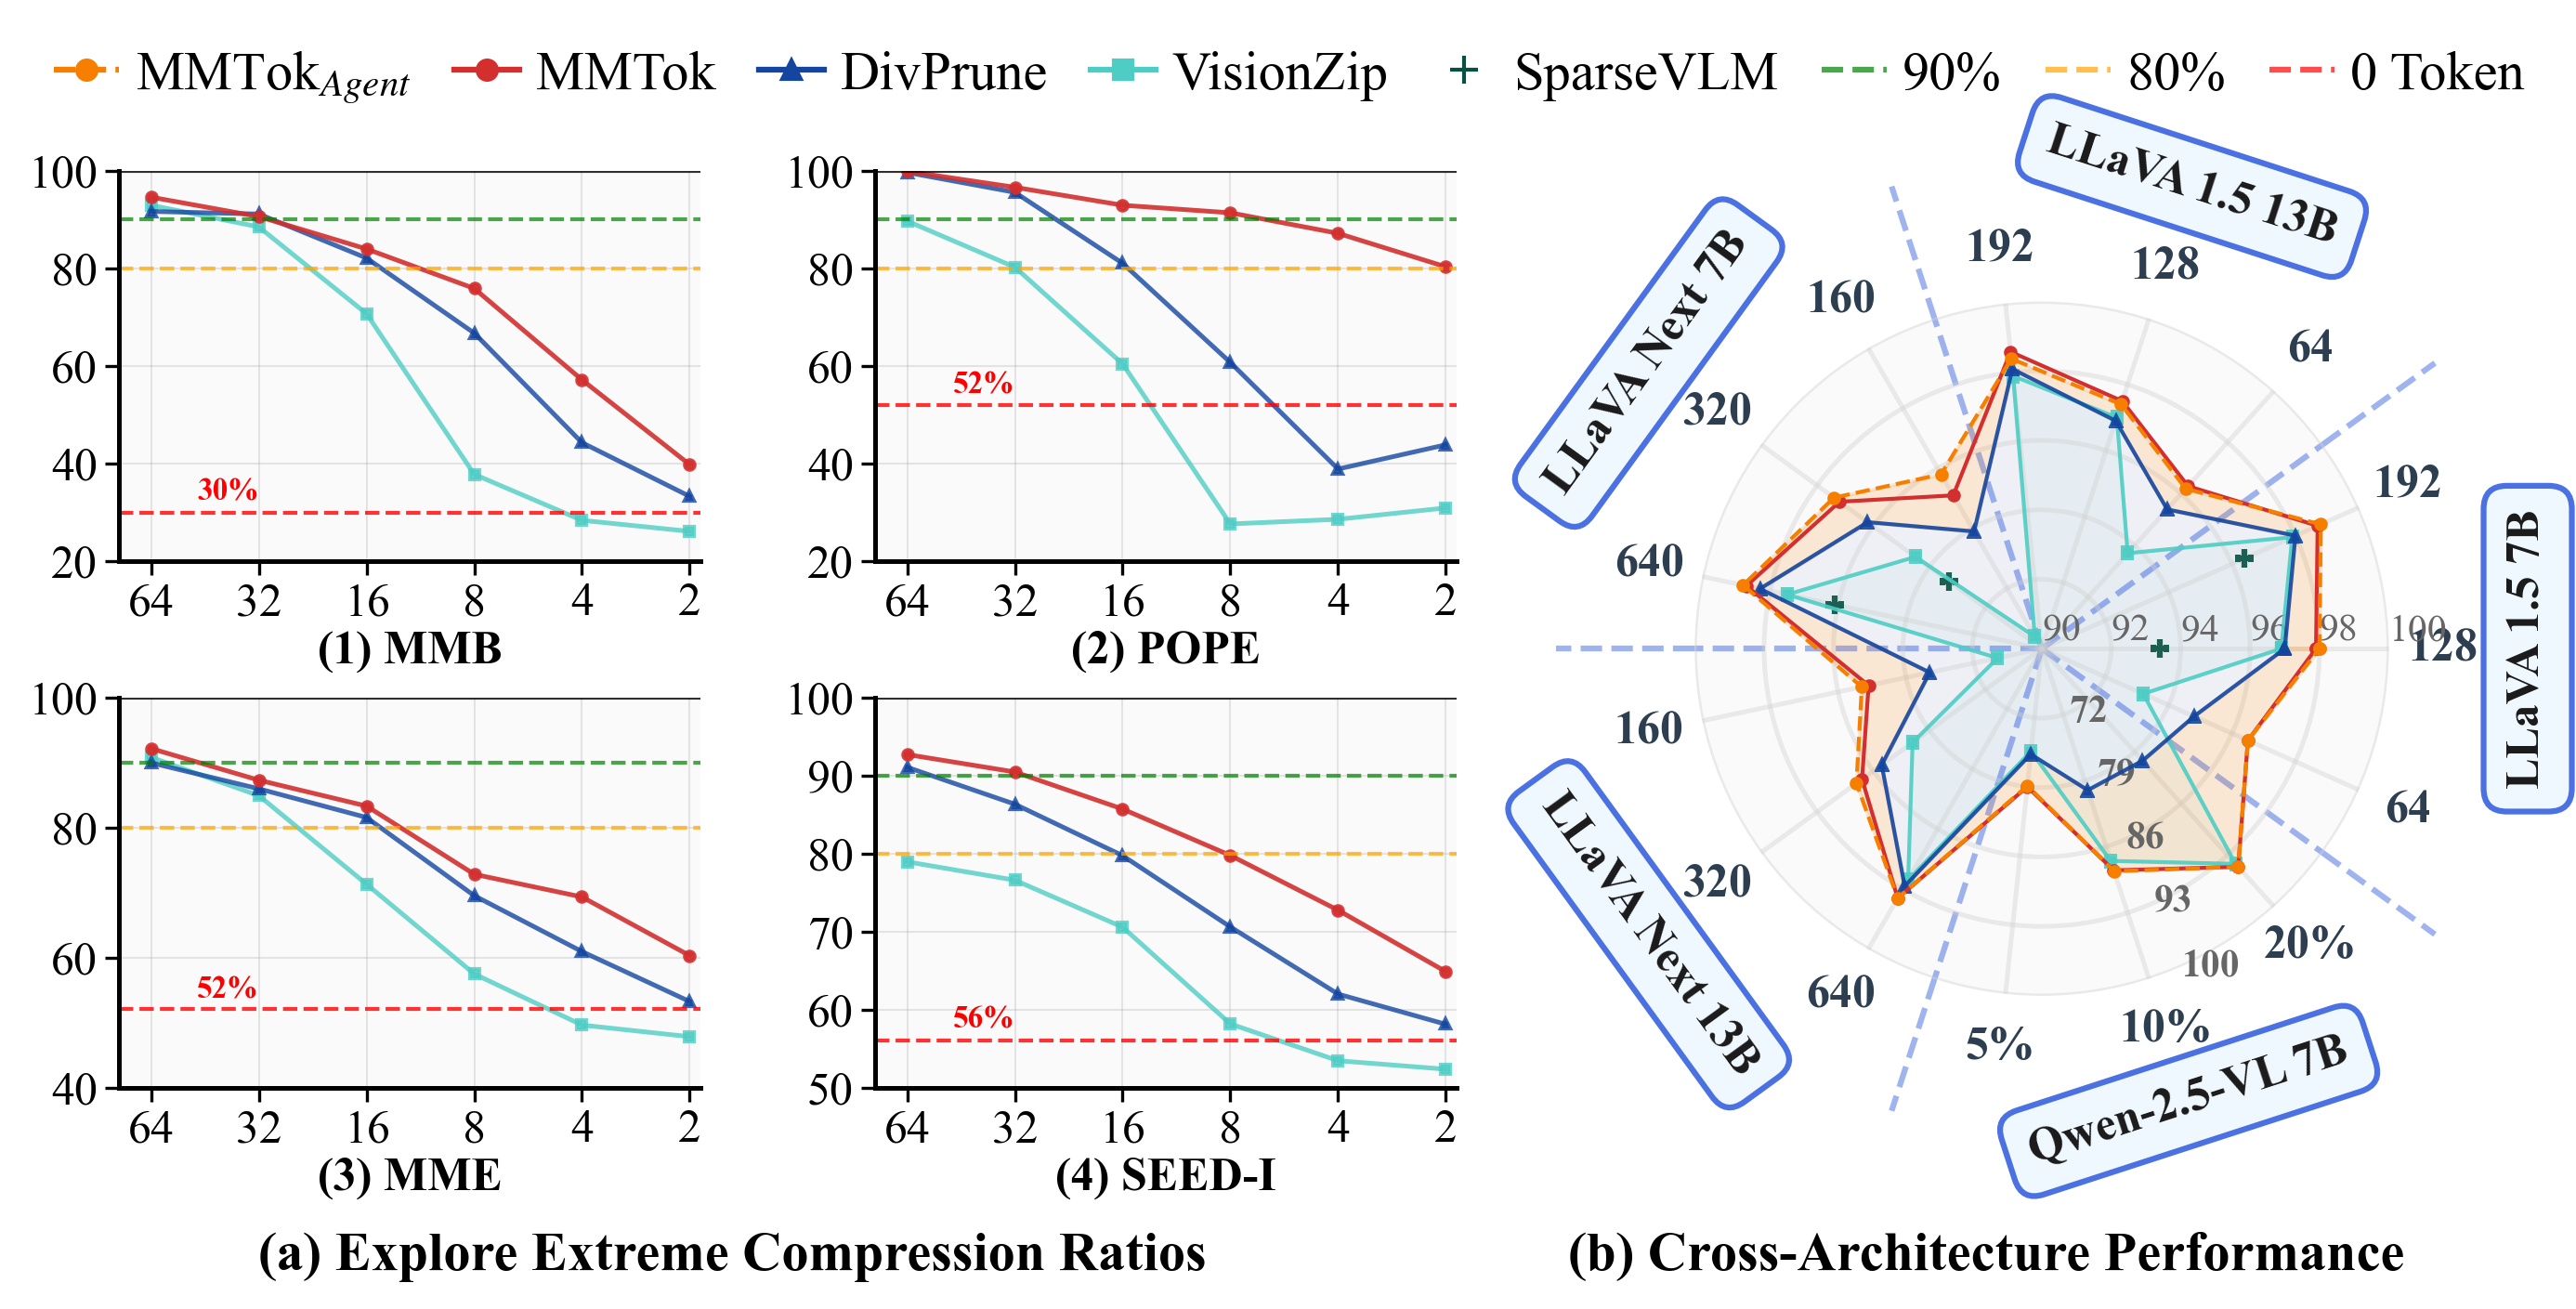 MMTok_Agent MMTok DivPrune VisionZip SparseVLM 90% 80% 0 Token
100
80
60
40
20
30%
64 32 16 8 4 2
(1) MMB
100
80
60
40
20
52%
64 32 16 8 4 2
(2) POPE
100
80
60
40
52%
64 32 16 8 4 2
(3) MME
100
90
80
70
60
50
56%
64 32 16 8 4 2
(4) SEED-I
(a) Explore Extreme Compression Ratios
LLaVA 1.5 13B
192
128
64
LLaVA Next 7B
160
320
640
LLaVA 1.5 7B
192
128
64
90 92 94 96 98 100
72
79
86
93
100
LLaVA Next 13B
160
320
640
Qwen-2.5-VL 7B
5%
10%
20%
(b) Cross-Architecture Performance